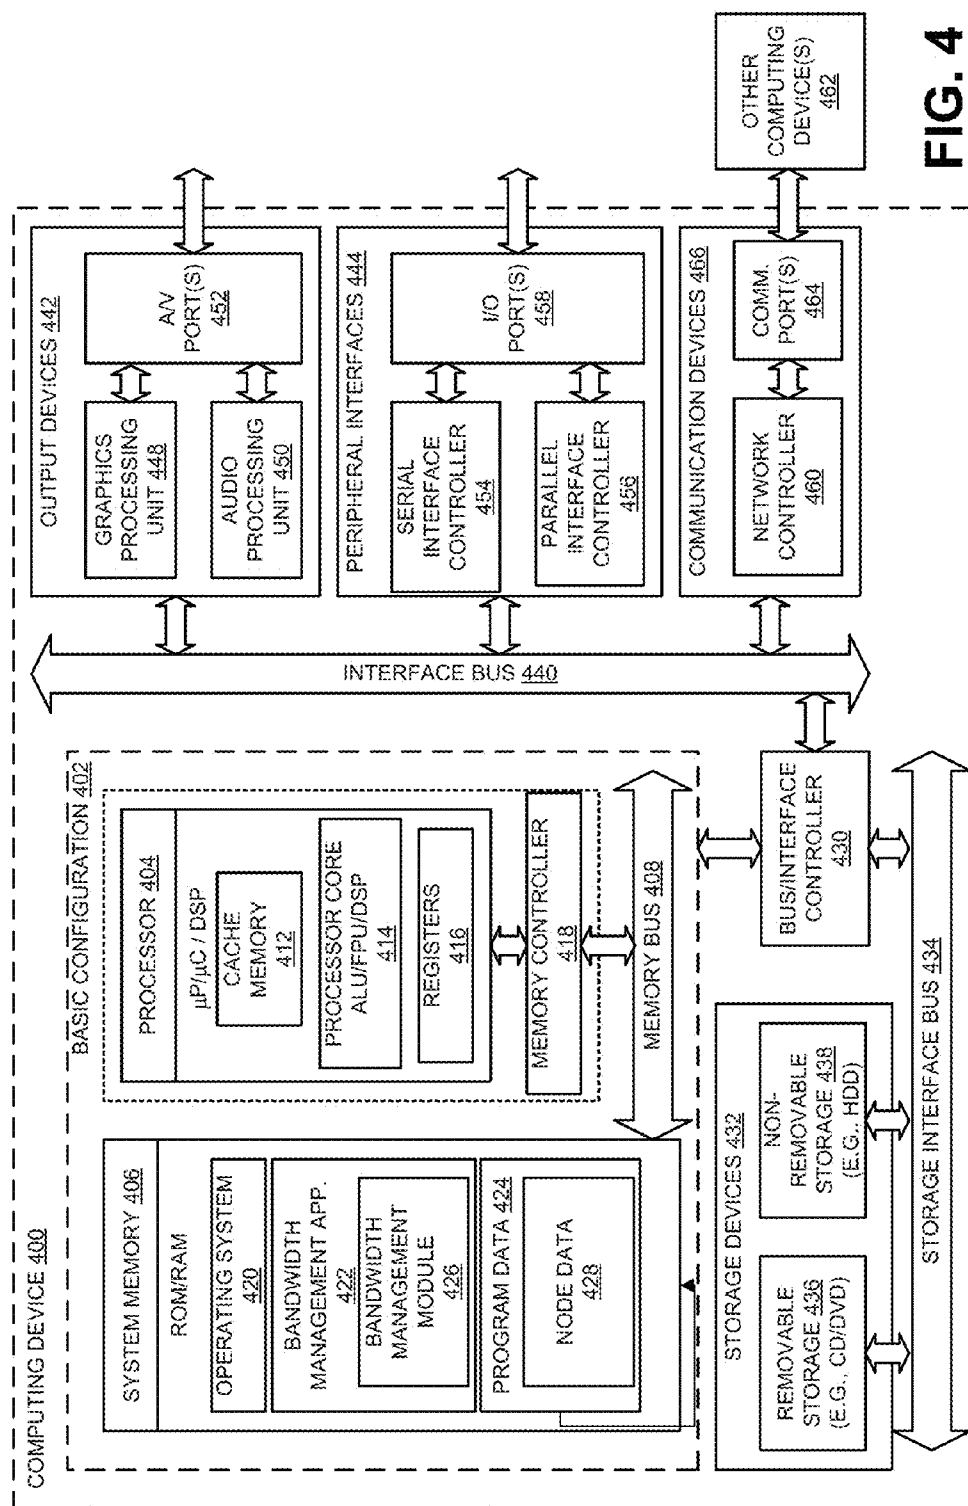 COMPUTING DEVICE 400
BASIC CONFIGURATION 402
SYSTEM MEMORY 406
ROM/RAM
OPERATING SYSTEM
420
BANDWIDTH
MANAGEMENT APP.
422
BANDWIDTH
MANAGEMENT
MODULE
426
PROGRAM DATA 424
NODE DATA
428
PROCESSOR 404
µP/µC / DSP
CACHE
MEMORY
412
PROCESSOR CORE
ALU/FPU/DSP
414
REGISTERS
416
MEMORY CONTROLLER
418
MEMORY BUS 408
STORAGE DEVICES 432
REMOVABLE
STORAGE 436
(E.G., CD/DVD)
NON-
REMOVABLE
STORAGE 438
(E.G., HDD)
BUS/INTERFACE
CONTROLLER
430
STORAGE INTERFACE BUS 434
INTERFACE BUS 440
OUTPUT DEVICES 442
GRAPHICS
PROCESSING
UNIT 448
AUDIO
PROCESSING
UNIT 450
A/V
PORT(S)
452
PERIPHERAL INTERFACES 444
SERIAL
INTERFACE
CONTROLLER
454
PARALLEL
INTERFACE
CONTROLLER
456
I/O
PORT(S)
458
COMMUNICATION DEVICES 466
NETWORK
CONTROLLER
460
COMM.
PORT(S)
464
OTHER
COMPUTING
DEVICE(S)
462
FIG. 4